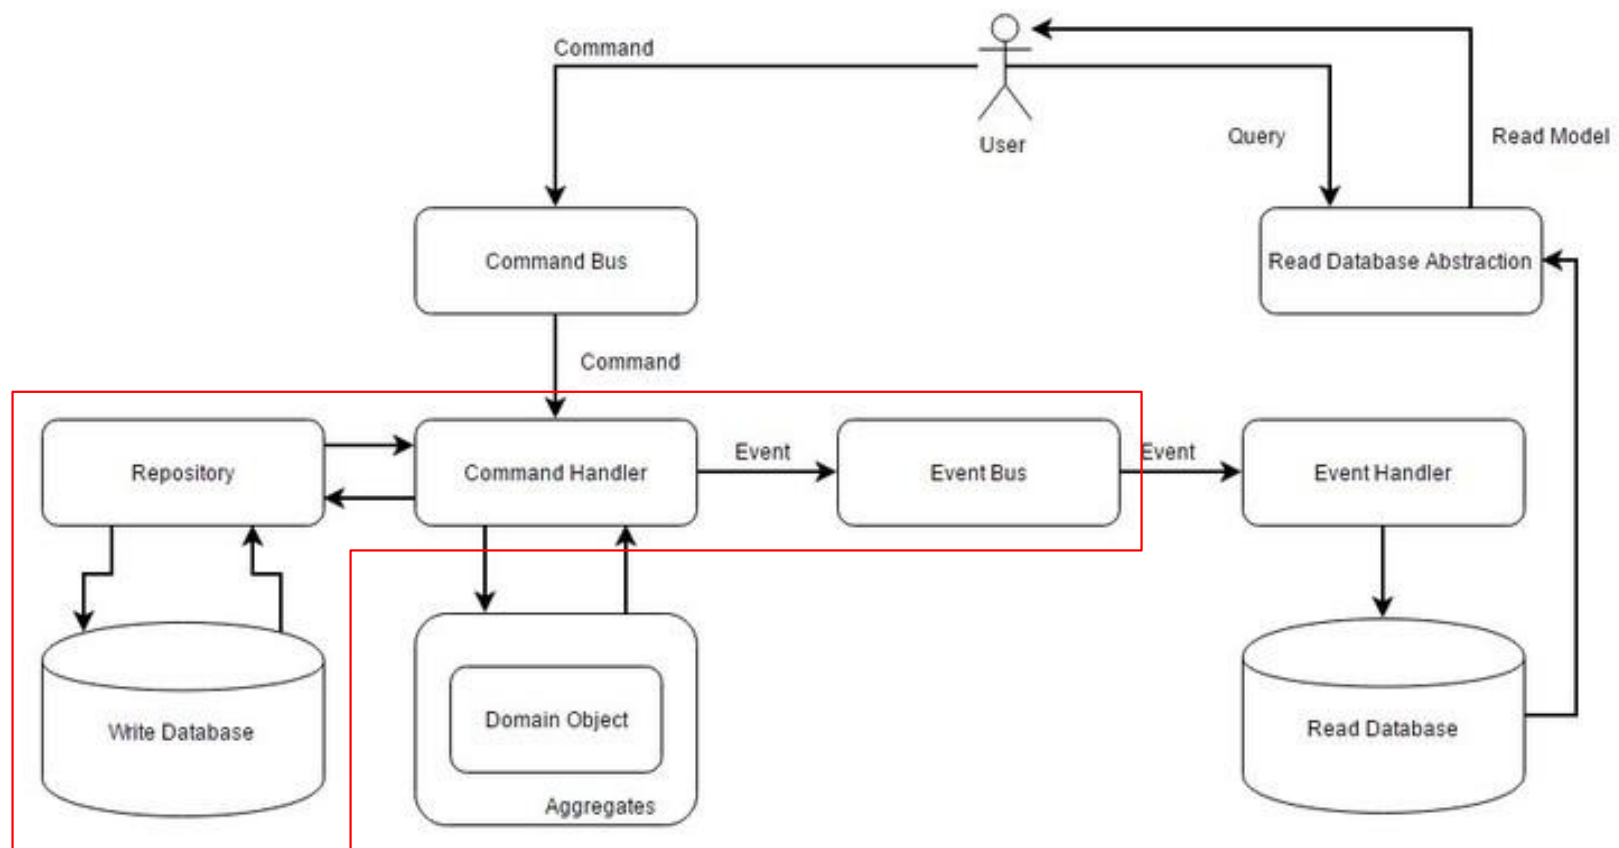 Command
User
Query
Read Model
Command Bus
Read Database Abstraction
Command
Repository
Command Handler
Event
Event Bus
Event
Event Handler
Write Database
Domain Object
Aggregates
Read Database